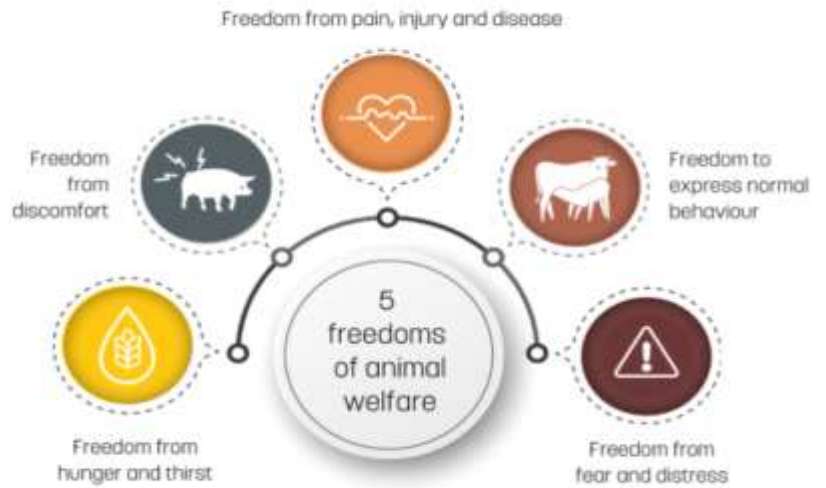 Freedom from pain, injury and disease
Freedom
from
discomfort
Freedom to
express normal
behaviour
5
freedoms
of animal
welfare
Freedom from
hunger and thirst
Freedom from
fear and distress